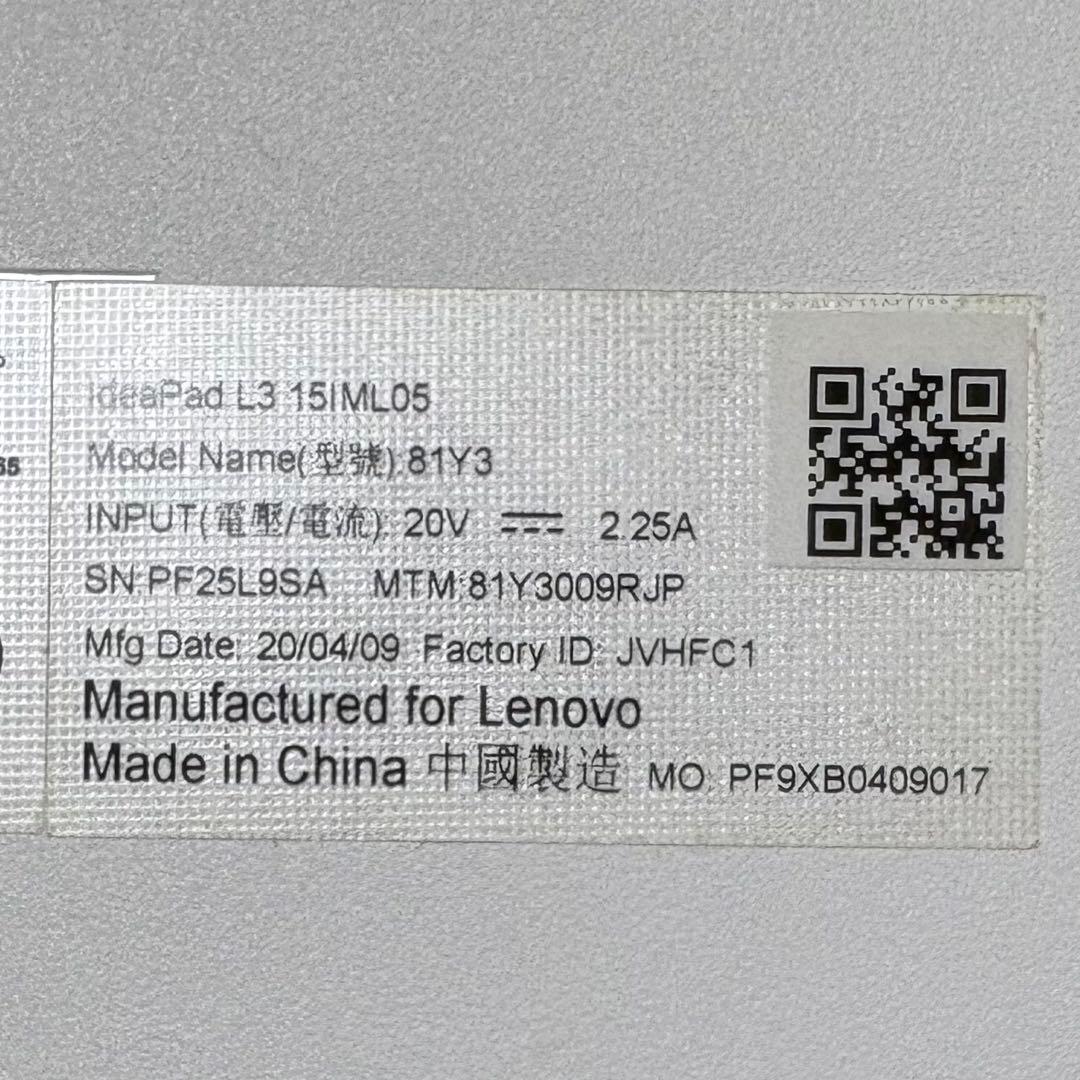 IdeaPad L3 15IML05
Model Name(型號):81Y3
INPUT(電壓/電流): 20V ⎓ 2.25A
SN:PF25L9SA MTM:81Y3009RJP
Mfg Date: 20/04/09 Factory ID: JVHFC1
Manufactured for Lenovo
Made in China 中國製造 MO: PF9XB0409017